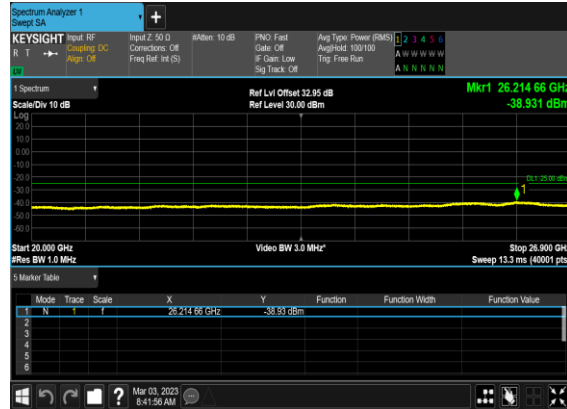 Spectrum Analyzer 1
Swept SA
+
KEYSIGHT Input: RF Input Z: 50 Ω #Atten: 10 dB PNO: Fast Avg Type: Power (RMS) 1 2 3 4 5 6
R T Coupling: DC Corrections: Off Gate: Off Avg|Hold: 100/100 A W W W W W
Align: Off Freq Ref: Int (S) IF Gain: Low Trig: Free Run
Sig Track: Off A N N N N N
1 Spectrum Ref Lvl Offset 32.95 dB Mkr1 26.214 66 GHz
Scale/Div 10 dB Ref Level 30.00 dBm -38.931 dBm
Log
20.0
10.0
0.00
-10.0
-20.0
DL1 -25.00 dBm
-30.0
1
-40.0
-50.0
-60.0
Start 20.000 GHz Video BW 3.0 MHz* Stop 26.900 GHz
#Res BW 1.0 MHz Sweep 13.3 ms (40001 pts
5 Marker Table
Mode Trace Scale X Y Function Function Width Function Value
1 N 1 f 26.214 66 GHz -38.93 dBm
2
3
4
5
6
? Mar 03, 2023
8:41:56 AM